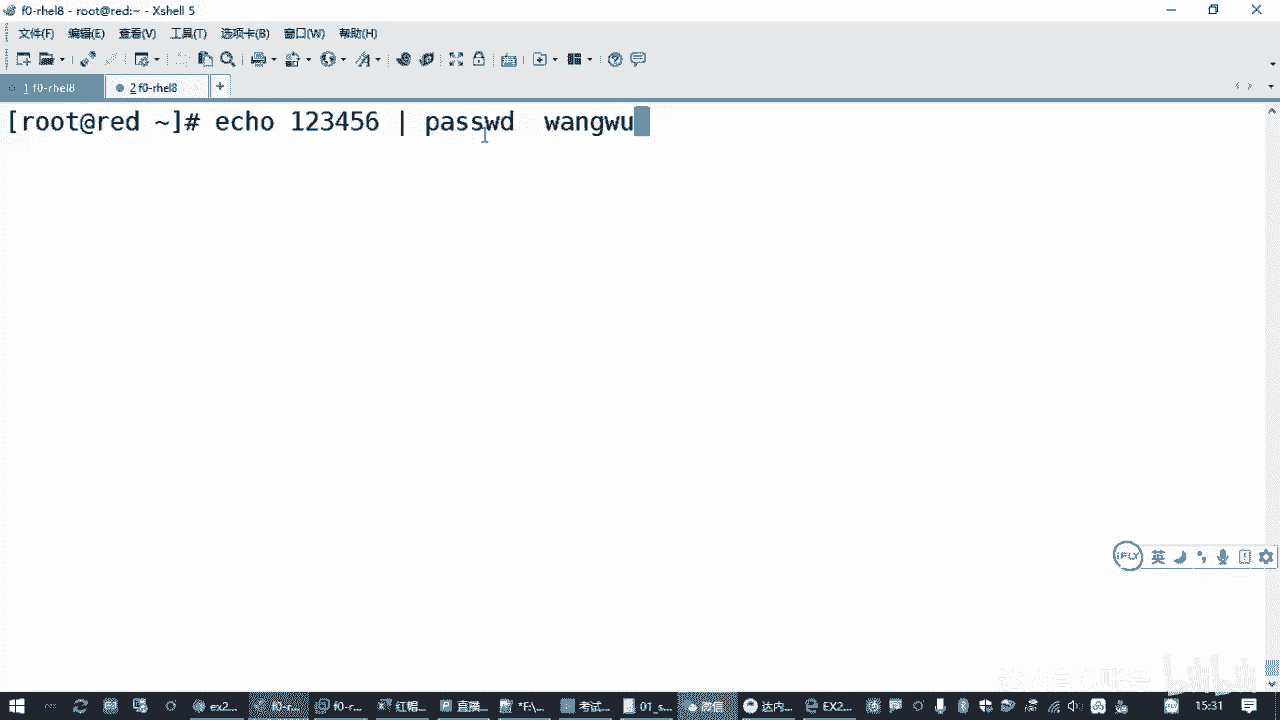 f0-rhel8 - root@red:~ - Xshell 5
文件(F) 编辑(E) 查看(V) 工具(T) 选项卡(B) 窗口(W) 帮助(H)
1 f0-rhel8 2 f0-rhel8 +
[root@red ~]# echo 123456 | passwd  wangwu
iFLY 英
ex2... f0-r... f0-r... 红帽... 直播... *E:\... 考试... 01_s... 微信 达内... EX2... 15:31